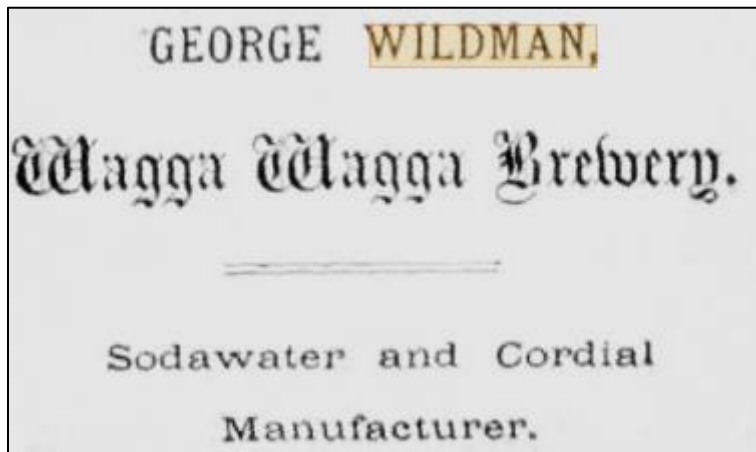 GEORGE WILDMAN,
Wagga Wagga Brewery.
Sodawater and Cordial
Manufacturer.